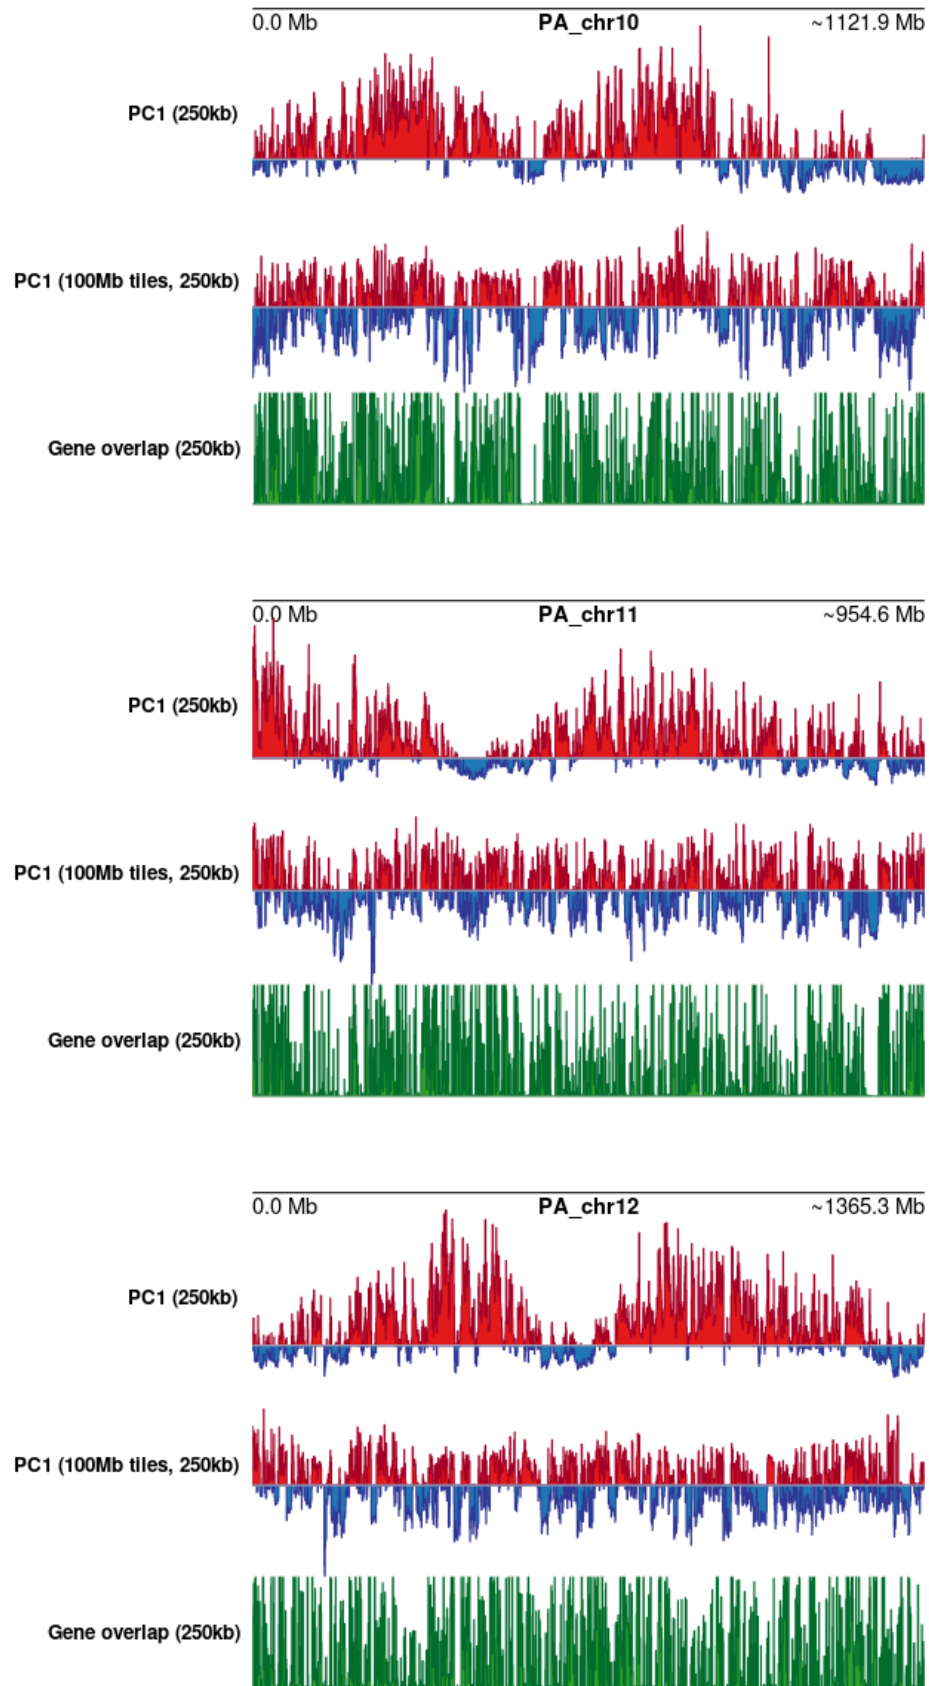 0.0 Mb PA_chr10 ~1121.9 Mb
PC1 (250kb)
PC1 (100Mb tiles, 250kb)
Gene overlap (250kb)
0.0 Mb PA_chr11 ~954.6 Mb
PC1 (250kb)
PC1 (100Mb tiles, 250kb)
Gene overlap (250kb)
0.0 Mb PA_chr12 ~1365.3 Mb
PC1 (250kb)
PC1 (100Mb tiles, 250kb)
Gene overlap (250kb)